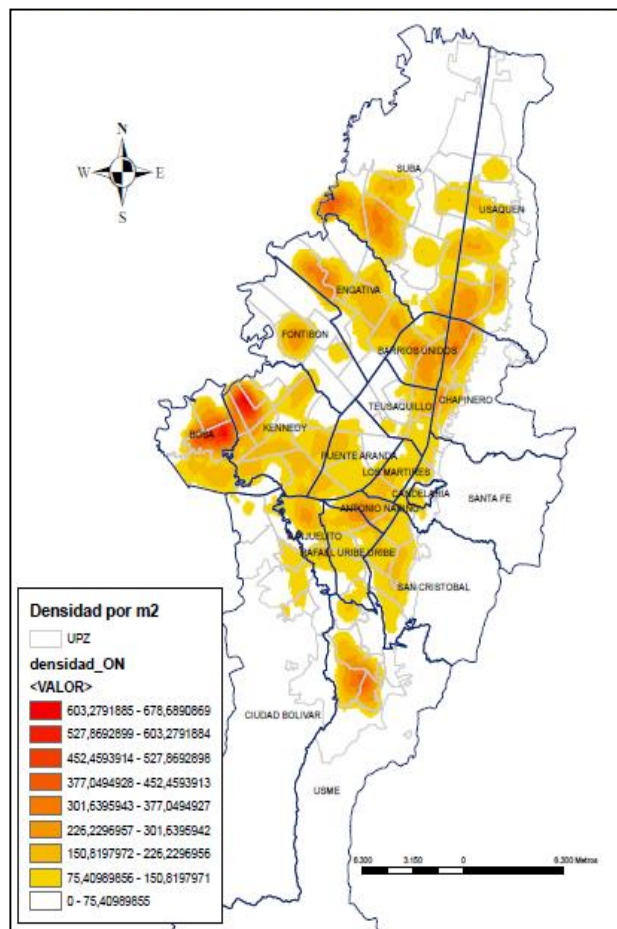 N
W E
S
SUBA
USAQUEN
ENGATIVA
FONTIBON
BARRIOS UNIDOS
TEUSAQUILLO
CHAPINERO
BOSA
KENNEDY
PUENTE ARANDA
LOS MARTIRES
CANDELARIA
SANTA FE
ANTONIO NARIÑO
RAFAEL URIBE URIBE
SAN CRISTOBAL
CIUDAD BOLIVAR
USME
Densidad por m2
UPZ
densidad_ON
<VALOR>
603,2791885 - 678,6890869
527,8692899 - 603,2791884
452,4593914 - 527,8692898
377,0494928 - 452,4593913
301,6395943 - 377,0494927
226,2296957 - 301,6395942
150,8197972 - 226,2296956
75,40989856 - 150,8197971
0 - 75,40989855
6.300 3.150 0 6.300 Metros